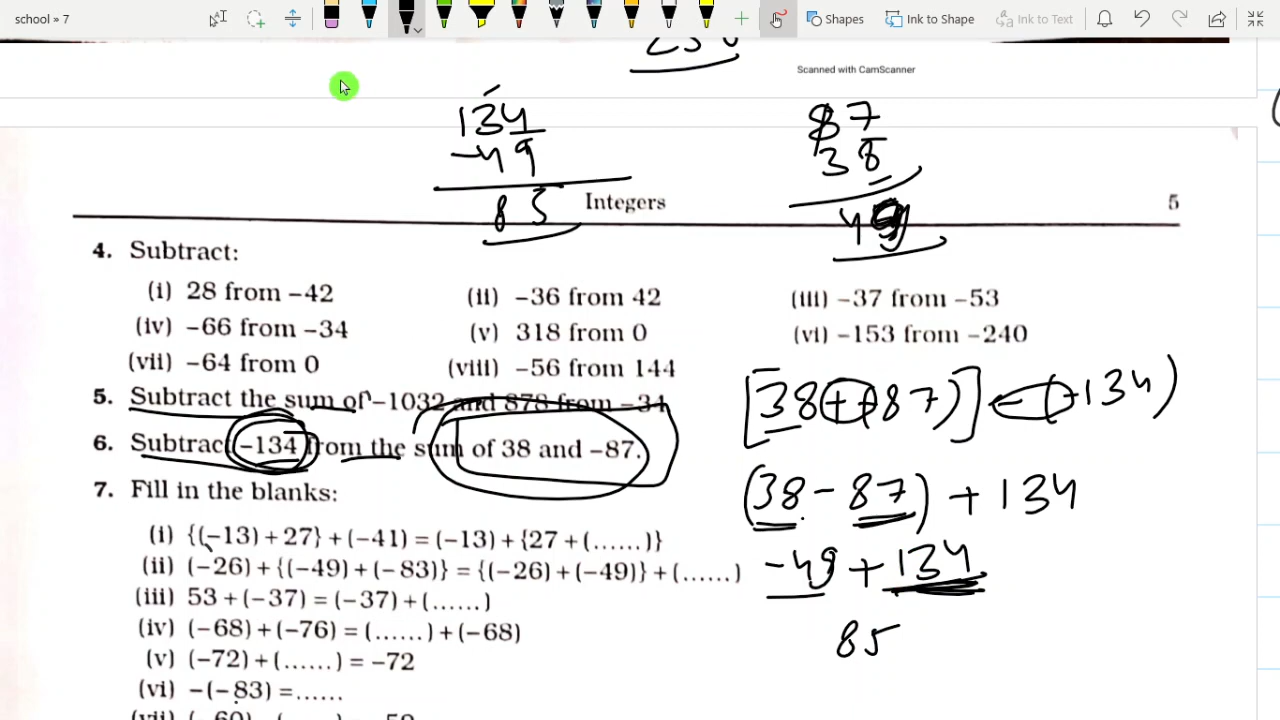 school » 7
Shapes
Ink to Shape
Ink to Text
Scanned with CamScanner
134
-49
85
87
38
49
Integers
5
4. Subtract:
(i) 28 from –42
(ii) –36 from 42
(iii) –37 from –53
(iv) –66 from –34
(v) 318 from 0
(vi) –153 from –240
(vii) –64 from 0
(viii) –56 from 144
5. Subtract the sum of –1032 and 878 from –34
6. Subtract –134 from the sum of 38 and –87.
[38+(-87)] - (-134)
(38 - 87) + 134
-49 + 134
85
7. Fill in the blanks:
(i) {(–13) + 27} + (–41) = (–13) + {27 + (......)}
(ii) (–26) + {(–49) + (–83)} = {(–26) + (–49)} + (......)
(iii) 53 + (–37) = (–37) + (......)
(iv) (–68) + (–76) = (......) + (–68)
(v) (–72) + (......) = –72
(vi) –(–83) = ......